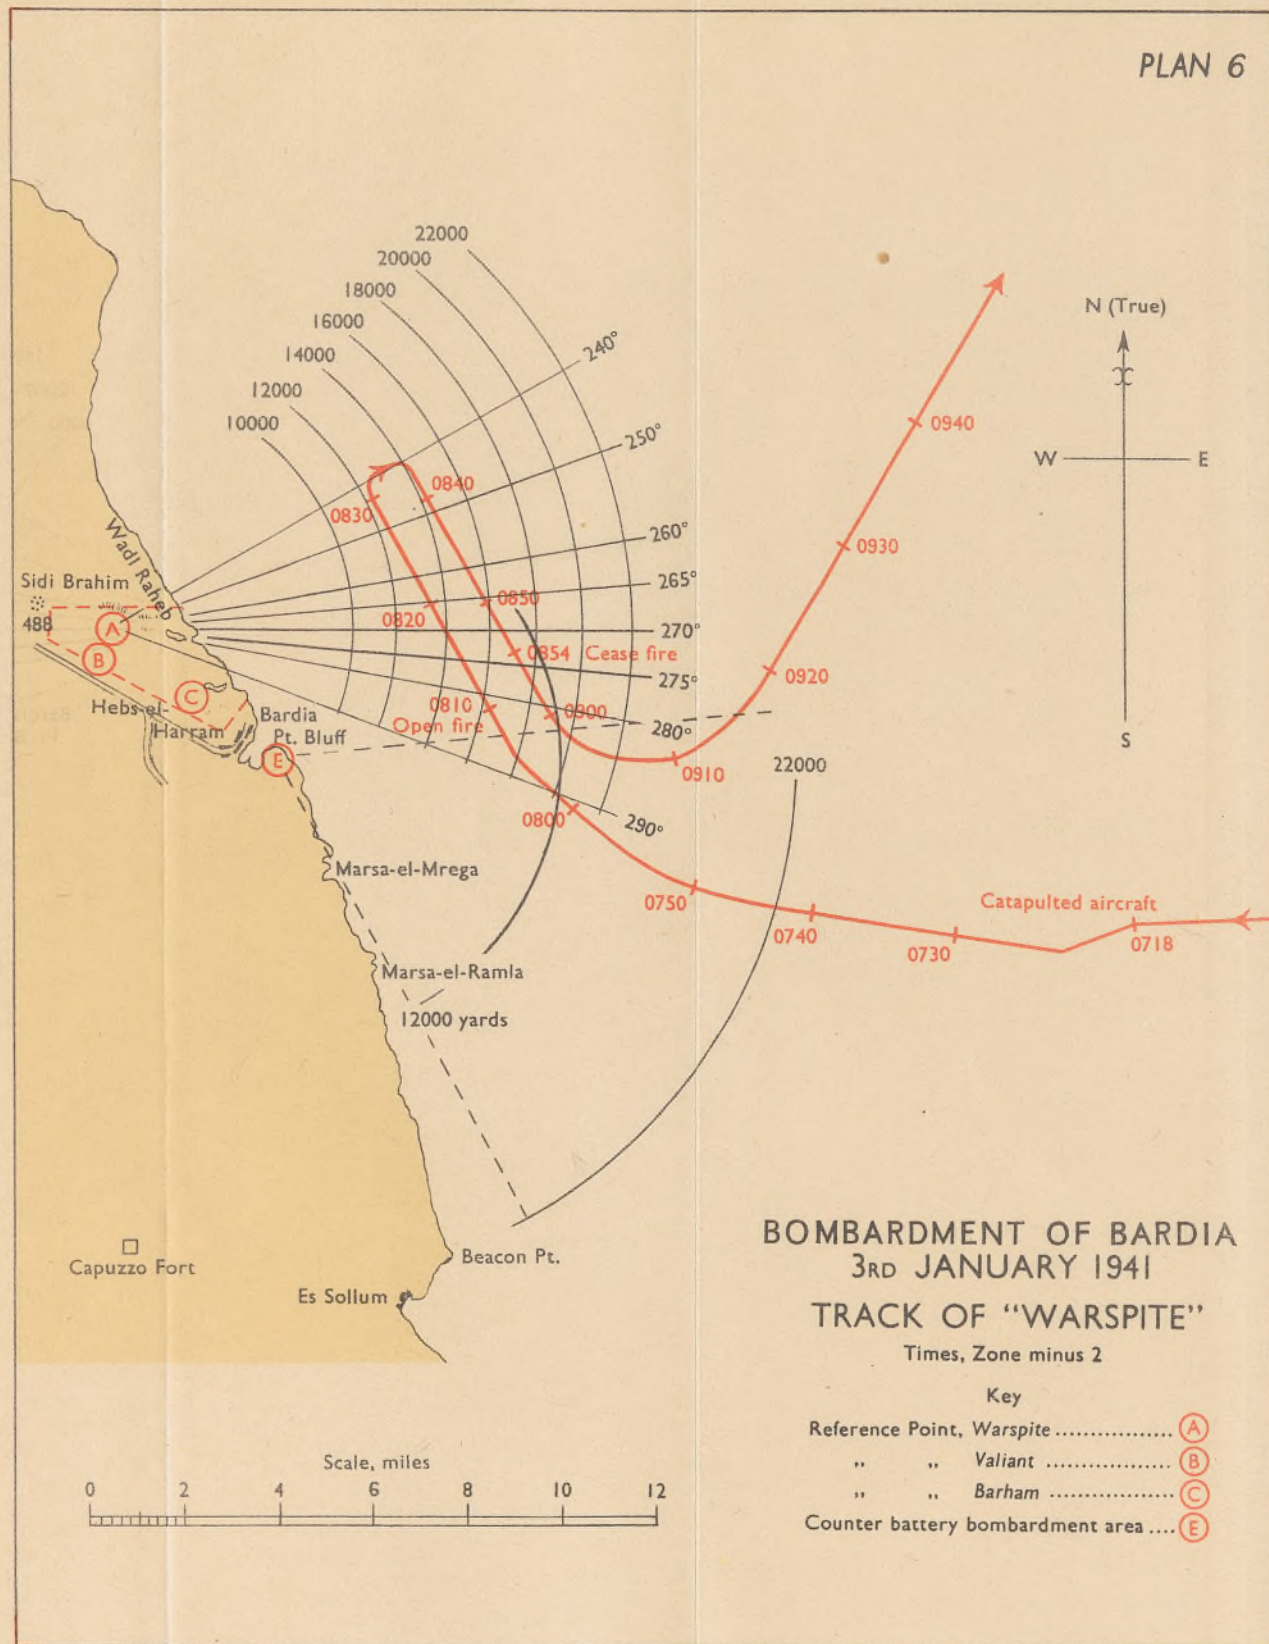 PLAN 6
22000
20000
18000
16000
14000
12000
10000
240°
250°
260°
265°
270°
275°
280°
290°
N (True)
W
E
S
0940
0930
0920
0910
0900
0854 Cease fire
0850
0840
0830
0820
0810
Open fire
0800
0750
0740
0730
0718
Catapulted aircraft
Wadi Raheb
Sidi Brahim
488
A
B
C
E
Hebs-el-
Harram
Bardia
Pt. Bluff
22000
Marsa-el-Mrega
Marsa-el-Ramla
12000 yards
Capuzzo Fort
Beacon Pt.
Es Sollum
BOMBARDMENT OF BARDIA
3RD JANUARY 1941
TRACK OF “WARSPITE”
Times, Zone minus 2
Key
Reference Point, Warspite .................. A
„ „ Valiant ................... B
„ „ Barham ................... C
Counter battery bombardment area .... E
Scale, miles
0 2 4 6 8 10 12